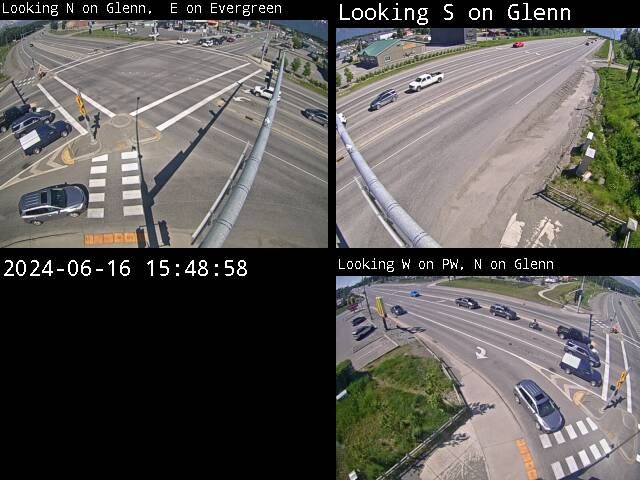 Looking N on Glenn, E on Evergreen
Looking S on Glenn
2024-06-16 15:48:58
Looking W on PW, N on Glenn